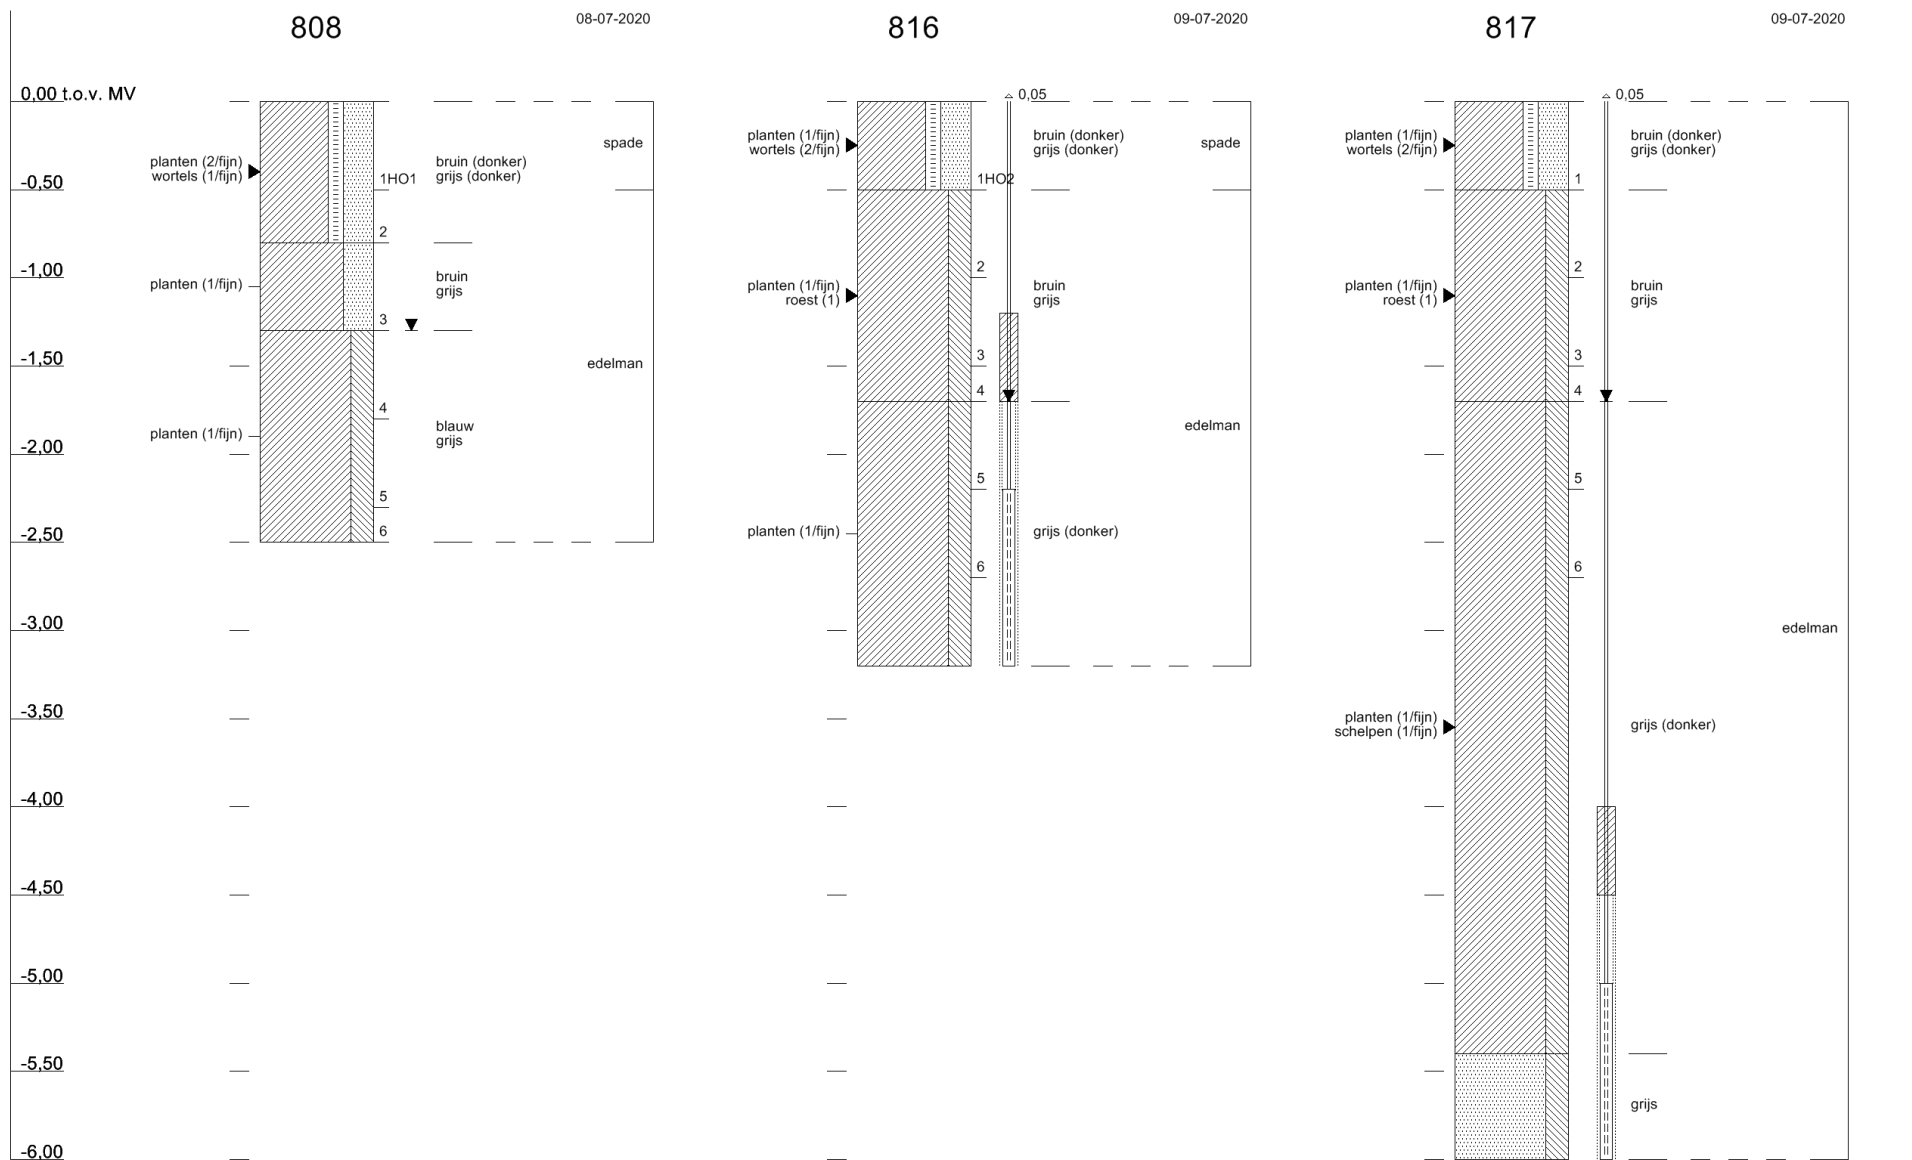 808
08-07-2020
816
09-07-2020
817
09-07-2020
0,00 t.o.v. MV
-0,50
-1,00
-1,50
-2,00
-2,50
-3,00
-3,50
-4,00
-4,50
-5,00
-5,50
-6,00
planten (2/fijn)
wortels (1/fijn)
planten (1/fijn)
planten (1/fijn)
1HO1
2
3
4
5
6
bruin (donker)
grijs (donker)
bruin
grijs
blauw
grijs
spade
edelman
planten (1/fijn)
wortels (2/fijn)
planten (1/fijn)
roest (1)
planten (1/fijn)
1HO2
2
3
4
5
6
0,05
bruin (donker)
grijs (donker)
bruin
grijs
grijs (donker)
spade
edelman
planten (1/fijn)
wortels (2/fijn)
planten (1/fijn)
roest (1)
planten (1/fijn)
schelpen (1/fijn)
1
2
3
4
5
6
0,05
bruin (donker)
grijs (donker)
bruin
grijs
grijs (donker)
grijs
edelman